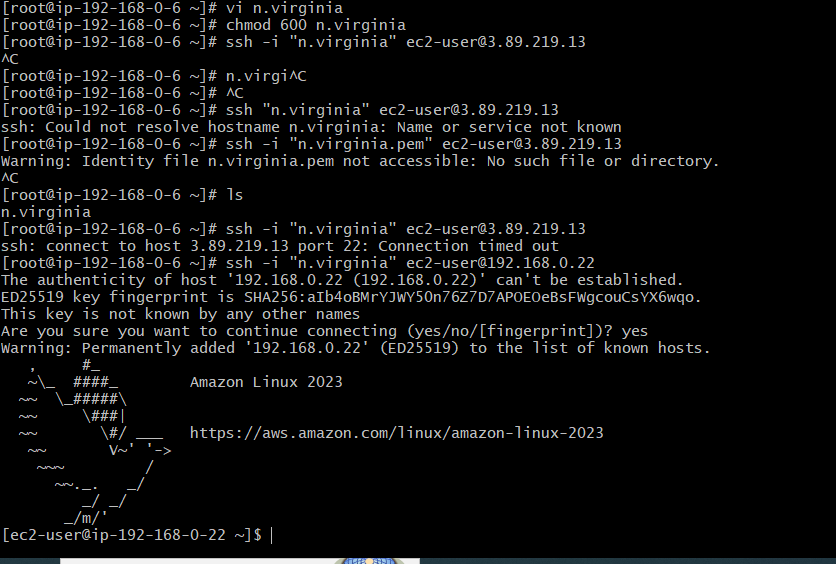 [root@ip-192-168-0-6 ~]# vi n.virginia
[root@ip-192-168-0-6 ~]# chmod 600 n.virginia
[root@ip-192-168-0-6 ~]# ssh -i "n.virginia" ec2-user@3.89.219.13
^C
[root@ip-192-168-0-6 ~]# n.virgi^C
[root@ip-192-168-0-6 ~]# ^C
[root@ip-192-168-0-6 ~]# ssh "n.virginia" ec2-user@3.89.219.13
ssh: Could not resolve hostname n.virginia: Name or service not known
[root@ip-192-168-0-6 ~]# ssh -i "n.virginia.pem" ec2-user@3.89.219.13
Warning: Identity file n.virginia.pem not accessible: No such file or directory.
^C
[root@ip-192-168-0-6 ~]# ls
n.virginia
[root@ip-192-168-0-6 ~]# ssh -i "n.virginia" ec2-user@3.89.219.13
ssh: connect to host 3.89.219.13 port 22: Connection timed out
[root@ip-192-168-0-6 ~]# ssh -i "n.virginia" ec2-user@192.168.0.22
The authenticity of host '192.168.0.22 (192.168.0.22)' can't be established.
ED25519 key fingerprint is SHA256:aIb4oBMrYJWY50n76Z7D7APOEOeBsFWgcouCsYX6wqo.
This key is not known by any other names
Are you sure you want to continue connecting (yes/no/[fingerprint])? yes
Warning: Permanently added '192.168.0.22' (ED25519) to the list of known hosts.
   ,     #_
   ~\_  ####_        Amazon Linux 2023
  ~~  \_#####\
  ~~     \###|
  ~~       \#/ ___   https://aws.amazon.com/linux/amazon-linux-2023
   ~~       V~' '->
    ~~~         /
      ~~._.   _/
         _/ _/
       _/m/'
[ec2-user@ip-192-168-0-22 ~]$